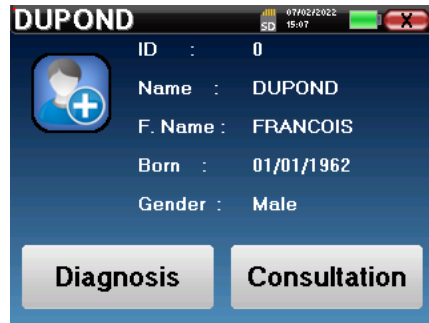 DUPOND
SD 07/02/2022
15:07
X
ID : 0
Name : DUPOND
F. Name : FRANCOIS
Born : 01/01/1962
Gender : Male
Diagnosis Consultation